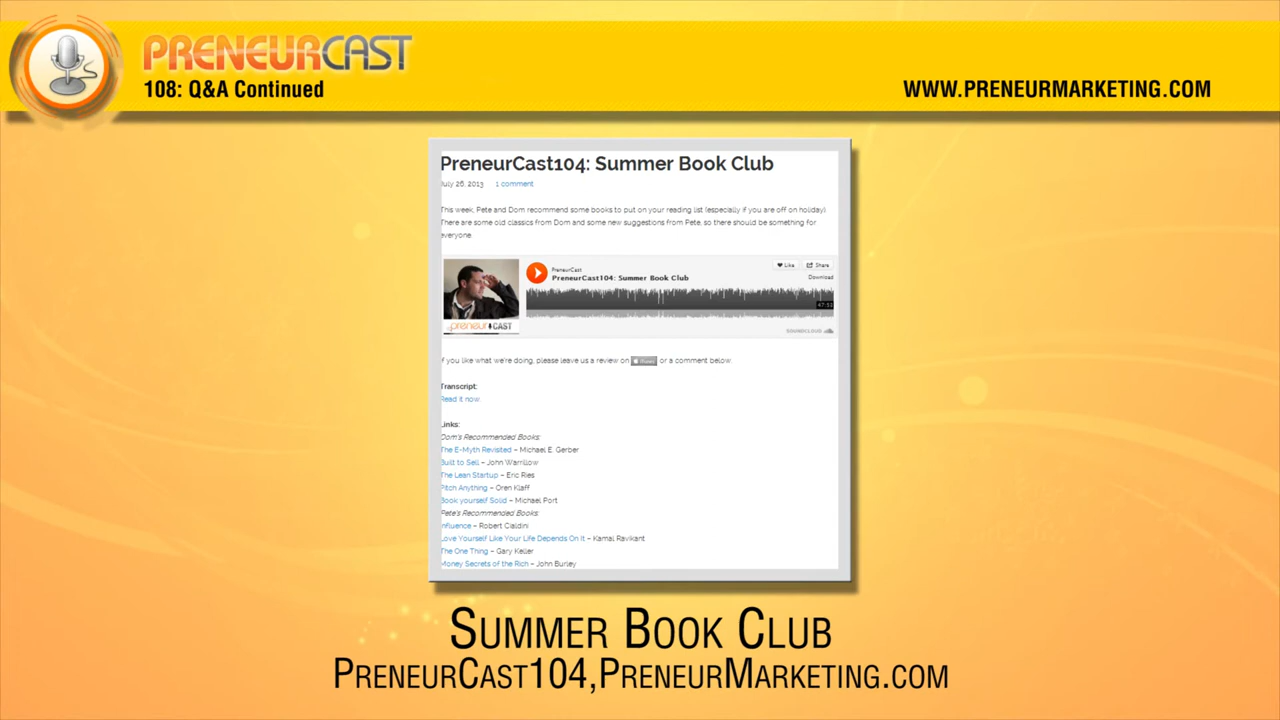 PRENEURCAST
108: Q&A Continued
WWW.PRENEURMARKETING.COM
PreneurCast104: Summer Book Club
July 26, 2013 1 comment
This week, Pete and Dom recommend some books to put on your reading list (especially if you are off on holiday).
There are some old classics from Dom and some new suggestions from Pete, so there should be something for
everyone.
PreneurCast
PreneurCast104: Summer Book Club
Like Share
Download
47:53
preneurCAST
SOUNDCLOUD
If you like what we're doing, please leave us a review on iTunes or a comment below.
Transcript:
Read it now.
Links:
Dom's Recommended Books:
The E-Myth Revisited – Michael E. Gerber
Built to Sell – John Warrillow
The Lean Startup – Eric Ries
Pitch Anything – Oren Klaff
Book yourself Solid – Michael Port
Pete's Recommended Books:
Influence – Robert Cialdini
Love Yourself Like Your Life Depends On It – Kamal Ravikant
The One Thing – Gary Keller
Money Secrets of the Rich – John Burley
SUMMER BOOK CLUB
PRENEURCAST104,PRENEURMARKETING.COM